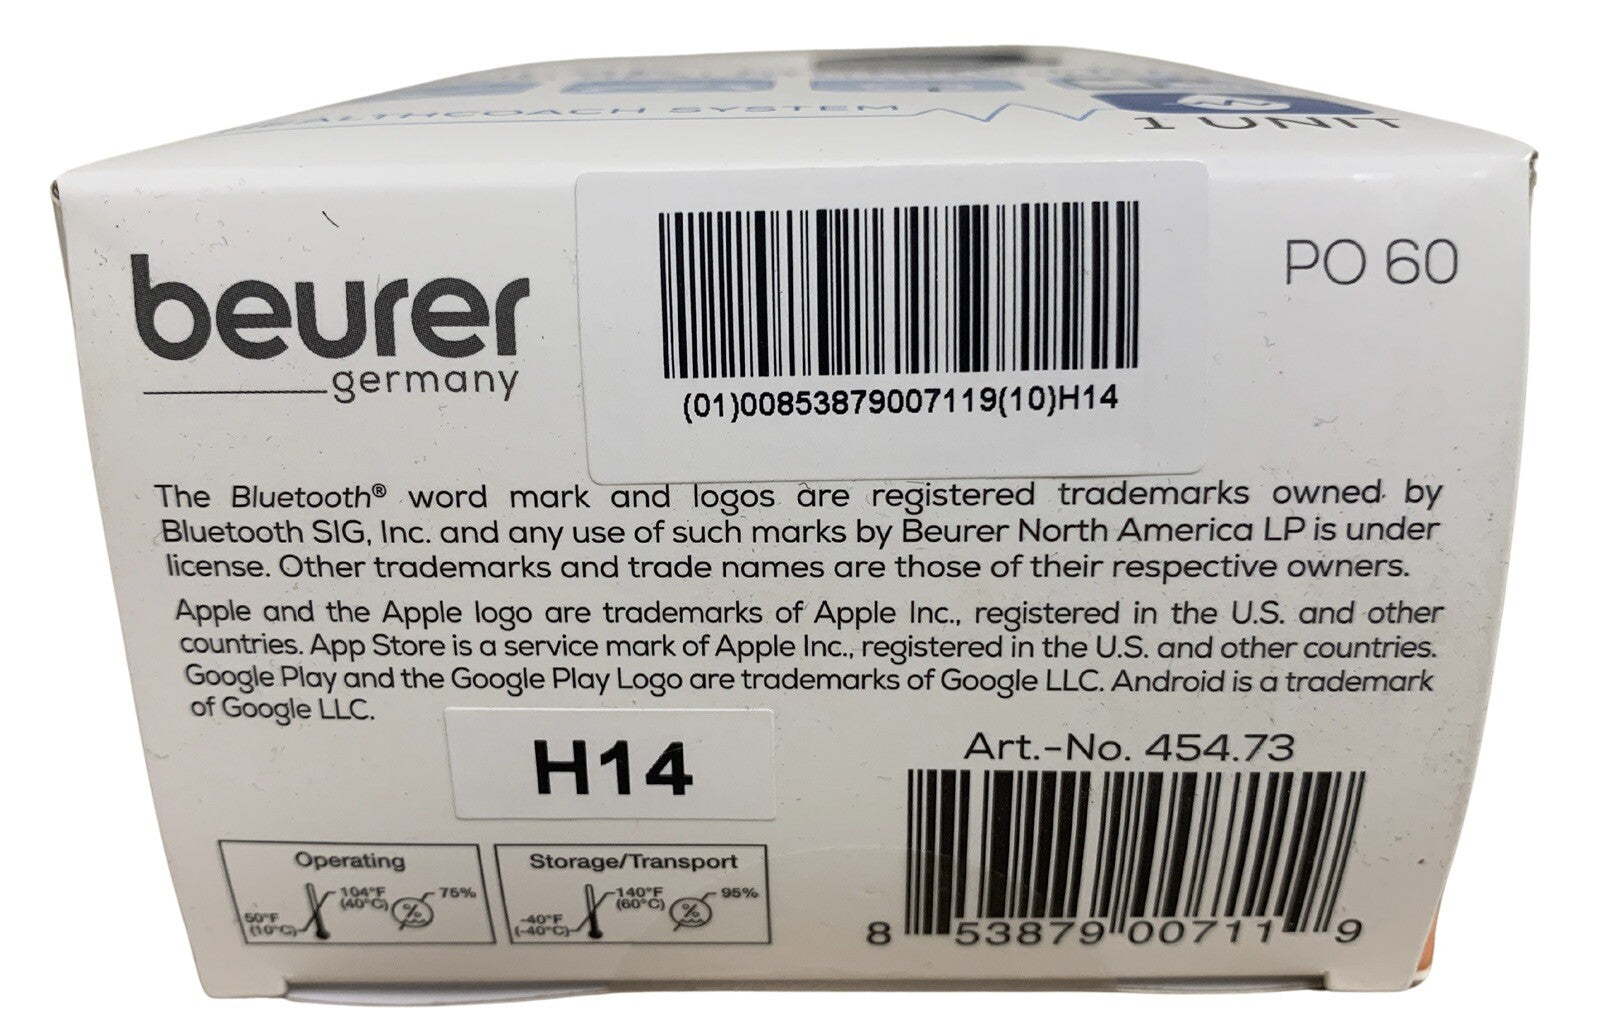 HEALTHCOACH SYSTEM
1 UNIT
beurer
germany
(01)00853879007119(10)H14
PO 60
The Bluetooth® word mark and logos are registered trademarks owned by
Bluetooth SIG, Inc. and any use of such marks by Beurer North America LP is under
license. Other trademarks and trade names are those of their respective owners.
Apple and the Apple logo are trademarks of Apple Inc., registered in the U.S. and other
countries. App Store is a service mark of Apple Inc., registered in the U.S. and other countries.
Google Play and the Google Play Logo are trademarks of Google LLC. Android is a trademark
of Google LLC.
H14
Operating
104°F
(40°C)
75%
50°F
(10°C)
%
Storage/Transport
140°F
(60°C)
95%
-40°F
(-40°C)
%
Art.-No. 454.73
8 53879 00711 9